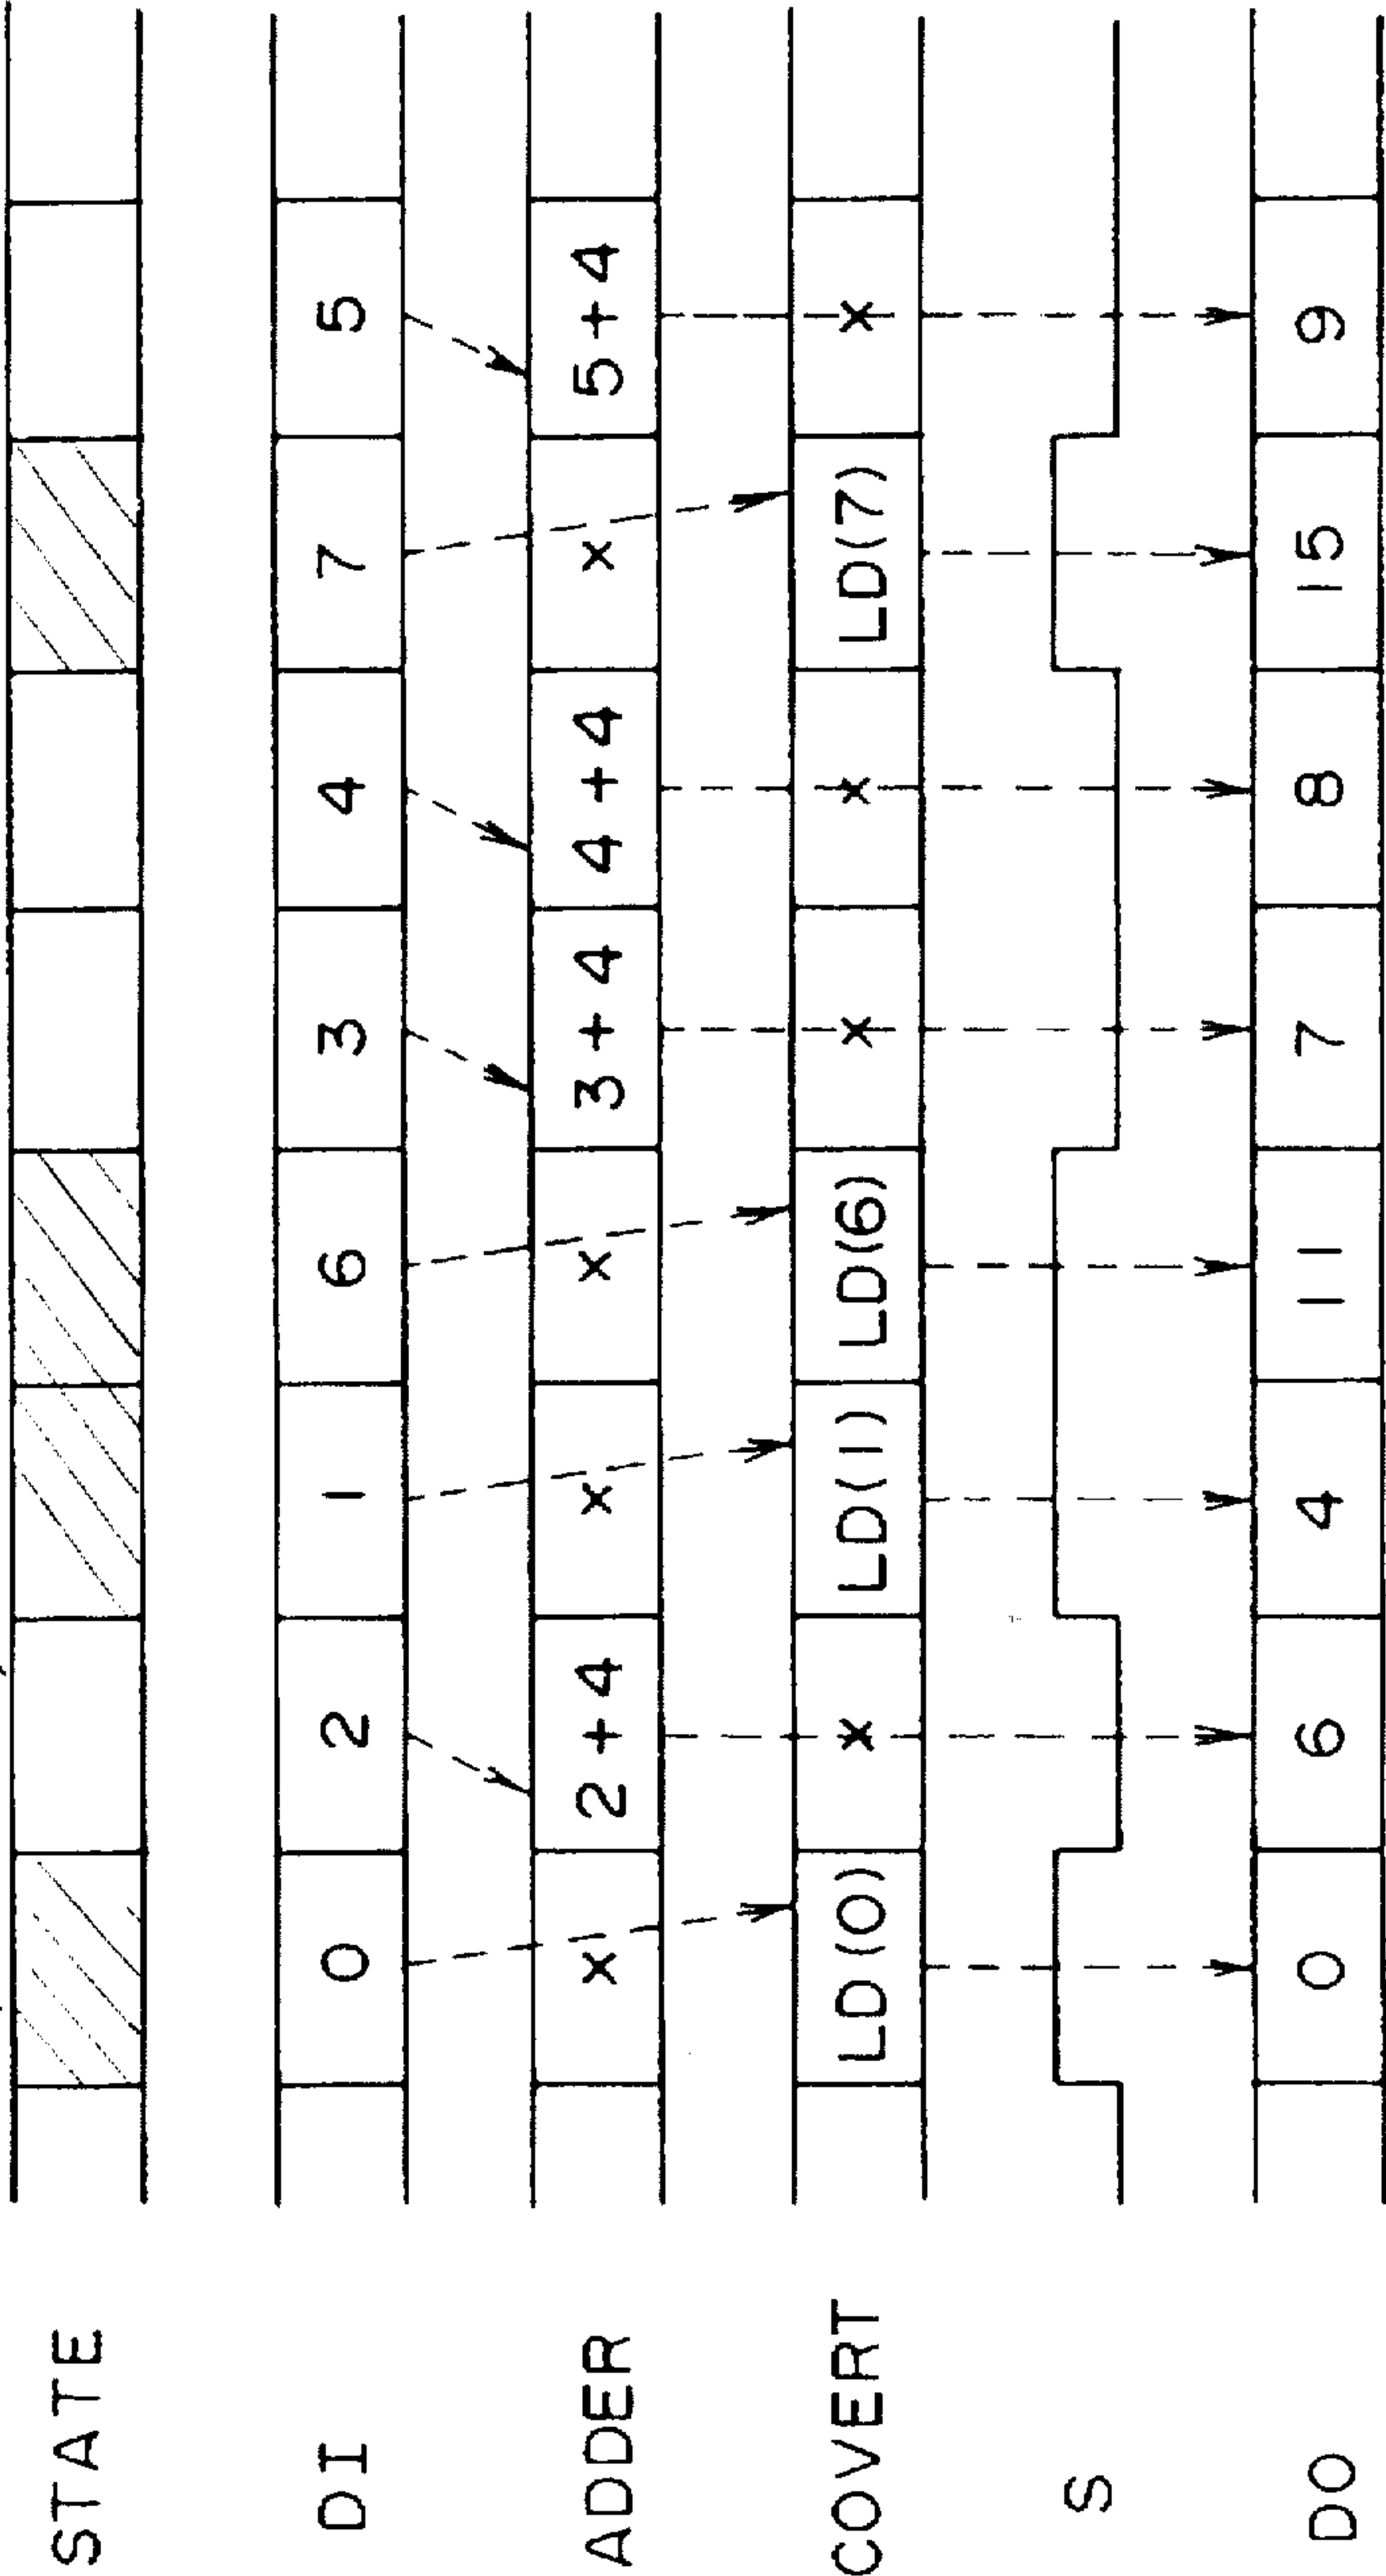 STATE
DI 0 2 1 6 3 4 7 5
ADDER × 2+4 × × 3+4 4+4 × 5+4
COVERT LD(0) × LD(1) LD(6) × × LD(7) ×
S
DO 0 6 4 11 7 8 15 9